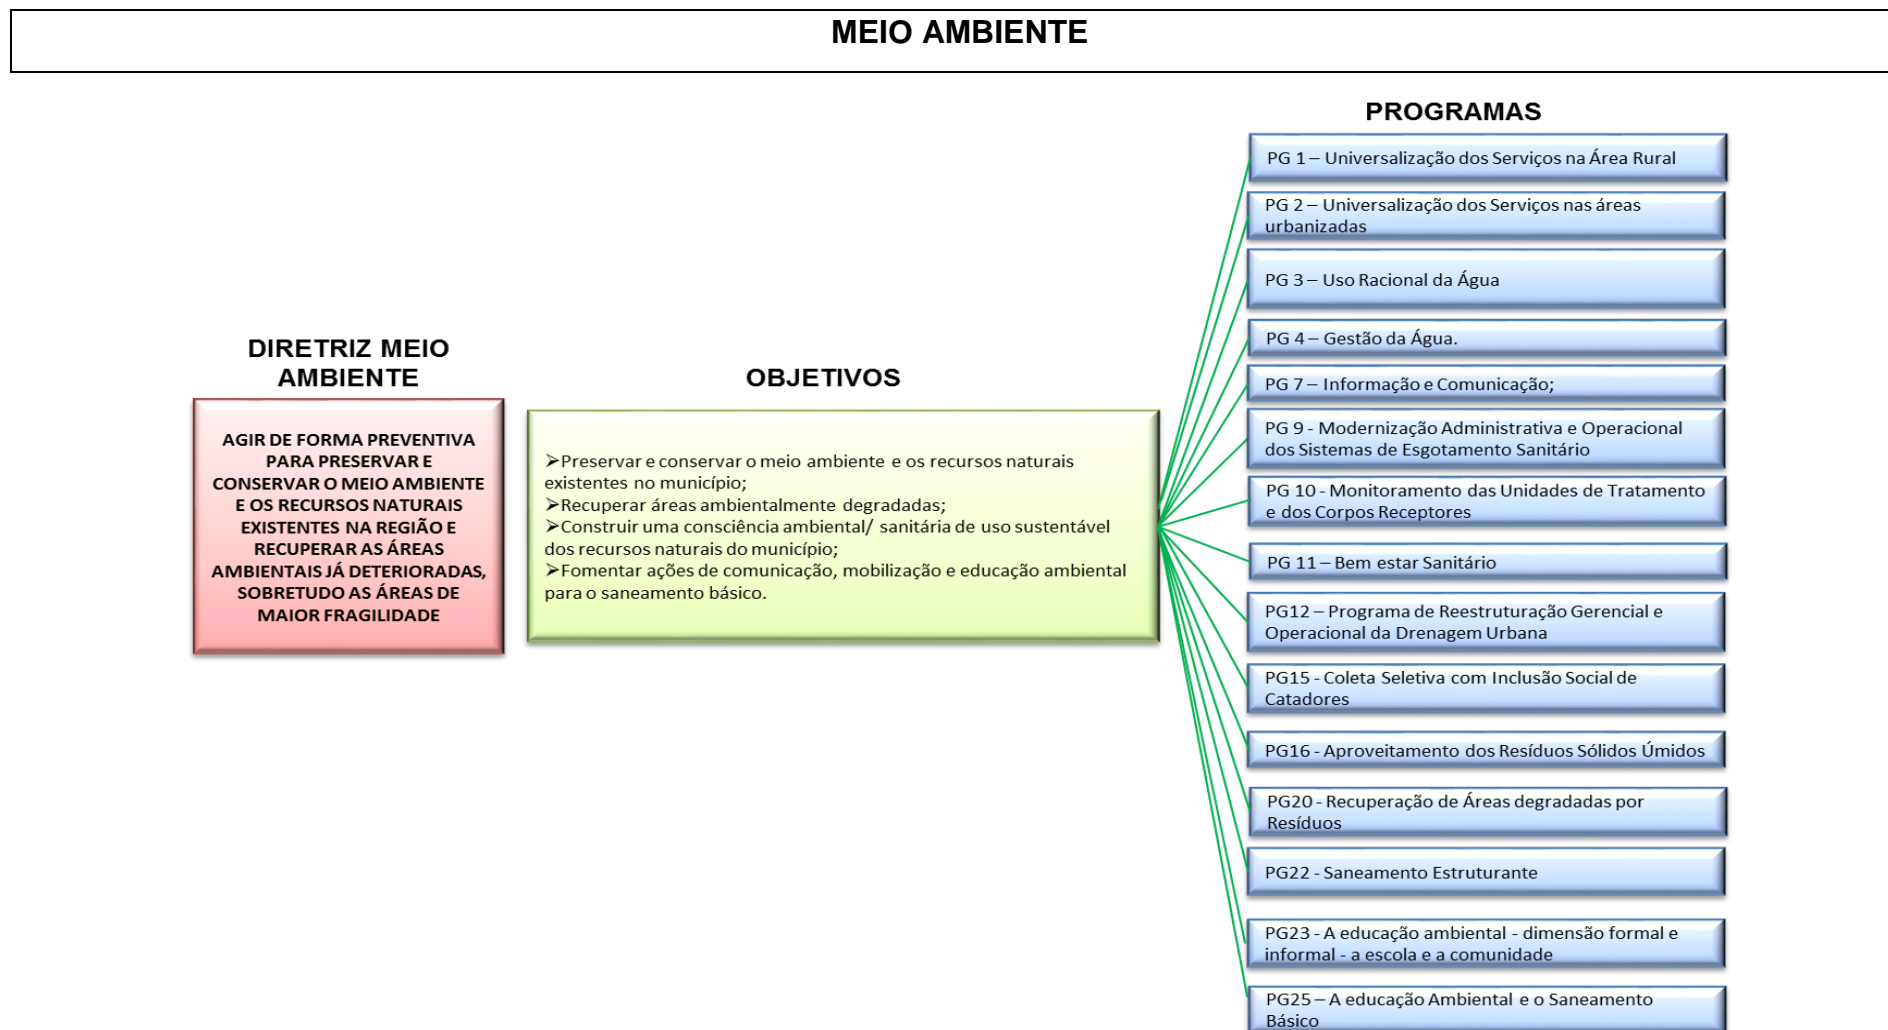 MEIO AMBIENTE
DIRETRIZ MEIO
AMBIENTE
AGIR DE FORMA PREVENTIVA
PARA PRESERVAR E
CONSERVAR O MEIO AMBIENTE
E OS RECURSOS NATURAIS
EXISTENTES NA REGIÃO E
RECUPERAR AS ÁREAS
AMBIENTAIS JÁ DETERIORADAS,
SOBRETUDO AS ÁREAS DE
MAIOR FRAGILIDADE
OBJETIVOS
➢Preservar e conservar o meio ambiente e os recursos naturais
existentes no município;
➢Recuperar áreas ambientalmente degradadas;
➢Construir uma consciência ambiental/ sanitária de uso sustentável
dos recursos naturais do município;
➢Fomentar ações de comunicação, mobilização e educação ambiental
para o saneamento básico.
PROGRAMAS
PG 1 – Universalização dos Serviços na Área Rural
PG 2 – Universalização dos Serviços nas áreas
urbanizadas
PG 3 – Uso Racional da Água
PG 4 – Gestão da Água.
PG 7 – Informação e Comunicação;
PG 9 - Modernização Administrativa e Operacional
dos Sistemas de Esgotamento Sanitário
PG 10 - Monitoramento das Unidades de Tratamento
e dos Corpos Receptores
PG 11 – Bem estar Sanitário
PG12 – Programa de Reestruturação Gerencial e
Operacional da Drenagem Urbana
PG15 - Coleta Seletiva com Inclusão Social de
Catadores
PG16 - Aproveitamento dos Resíduos Sólidos Úmidos
PG20 - Recuperação de Áreas degradadas por
Resíduos
PG22 - Saneamento Estruturante
PG23 - A educação ambiental - dimensão formal e
informal - a escola e a comunidade
PG25 – A educação Ambiental e o Saneamento
Básico